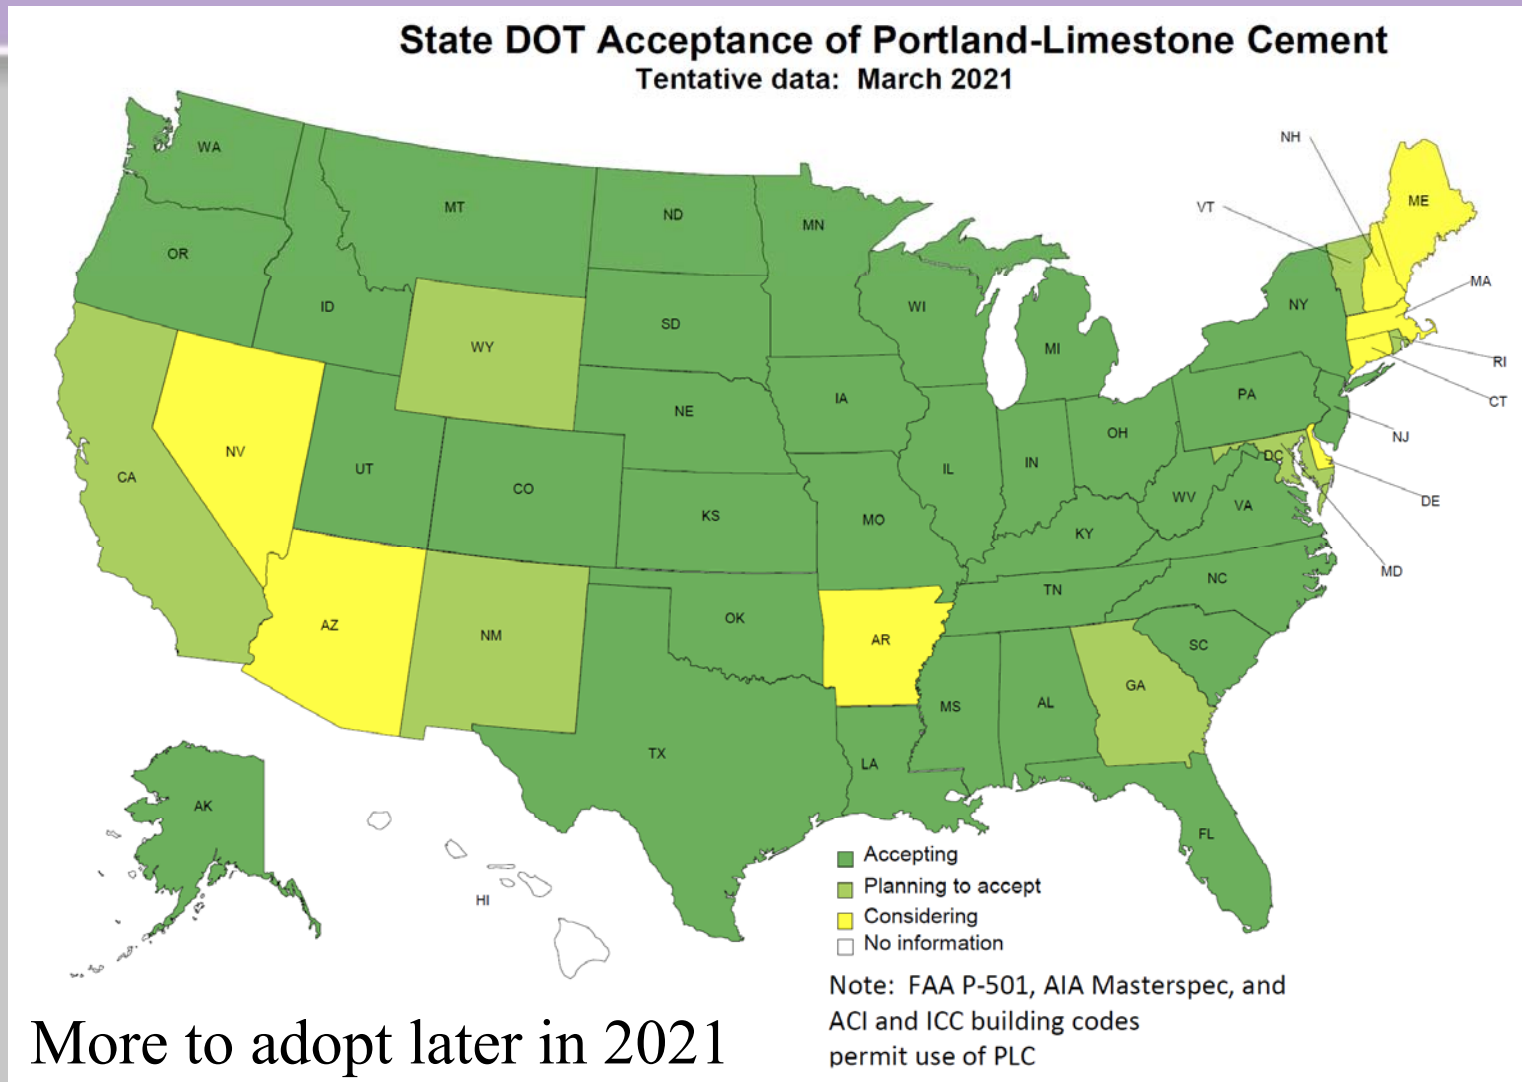 State DOT Acceptance of Portland-Limestone Cement
Tentative data: March 2021
NH
WA
VT
ME
MT
ND
MN
OR
MA
ID
WI
NY
SD
WY
MI
RI
PA
IA
CT
NE
OH
NJ
NV
DC
UT
IL
IN
CA
CO
WV
DE
VA
KS
MO
KY
MD
NC
TN
OK
AZ
NM
AR
SC
GA
MS
AL
TX
LA
AK
FL
HI
Accepting
Planning to accept
Considering
No information
Note: FAA P-501, AIA Masterspec, and
ACI and ICC building codes
permit use of PLC
More to adopt later in 2021